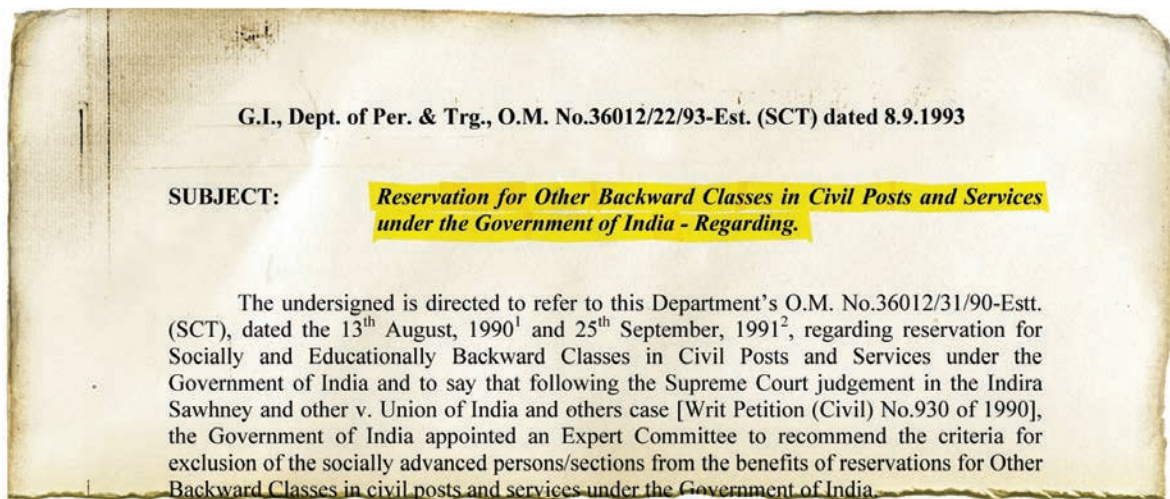 G.I., Dept. of Per. & Trg., O.M. No.36012/22/93-Est. (SCT) dated 8.9.1993
SUBJECT: Reservation for Other Backward Classes in Civil Posts and Services
under the Government of India - Regarding.
The undersigned is directed to refer to this Department's O.M. No.36012/31/90-Estt.
(SCT), dated the 13th August, 1990¹ and 25th September, 1991², regarding reservation for
Socially and Educationally Backward Classes in Civil Posts and Services under the
Government of India and to say that following the Supreme Court judgement in the Indira
Sawhney and other v. Union of India and others case [Writ Petition (Civil) No.930 of 1990],
the Government of India appointed an Expert Committee to recommend the criteria for
exclusion of the socially advanced persons/sections from the benefits of reservations for Other
Backward Classes in civil posts and services under the Government of India.